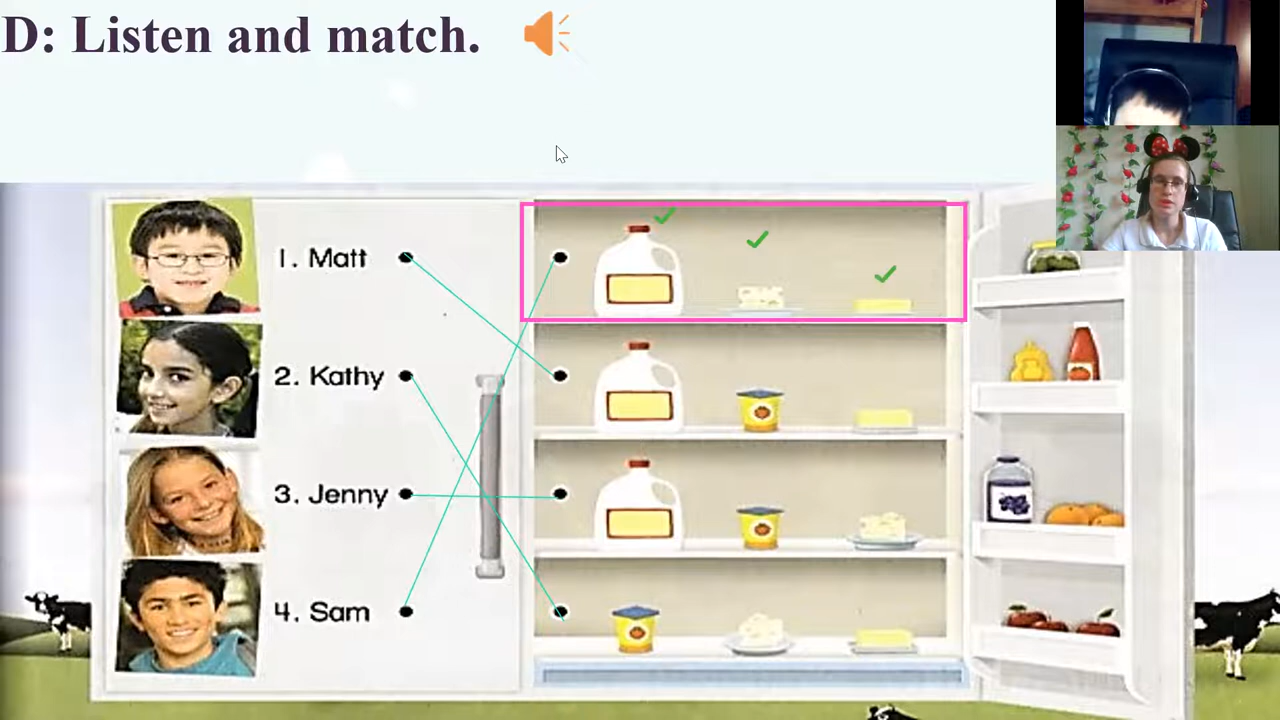 D: Listen and match.
1. Matt
2. Kathy
3. Jenny
4. Sam